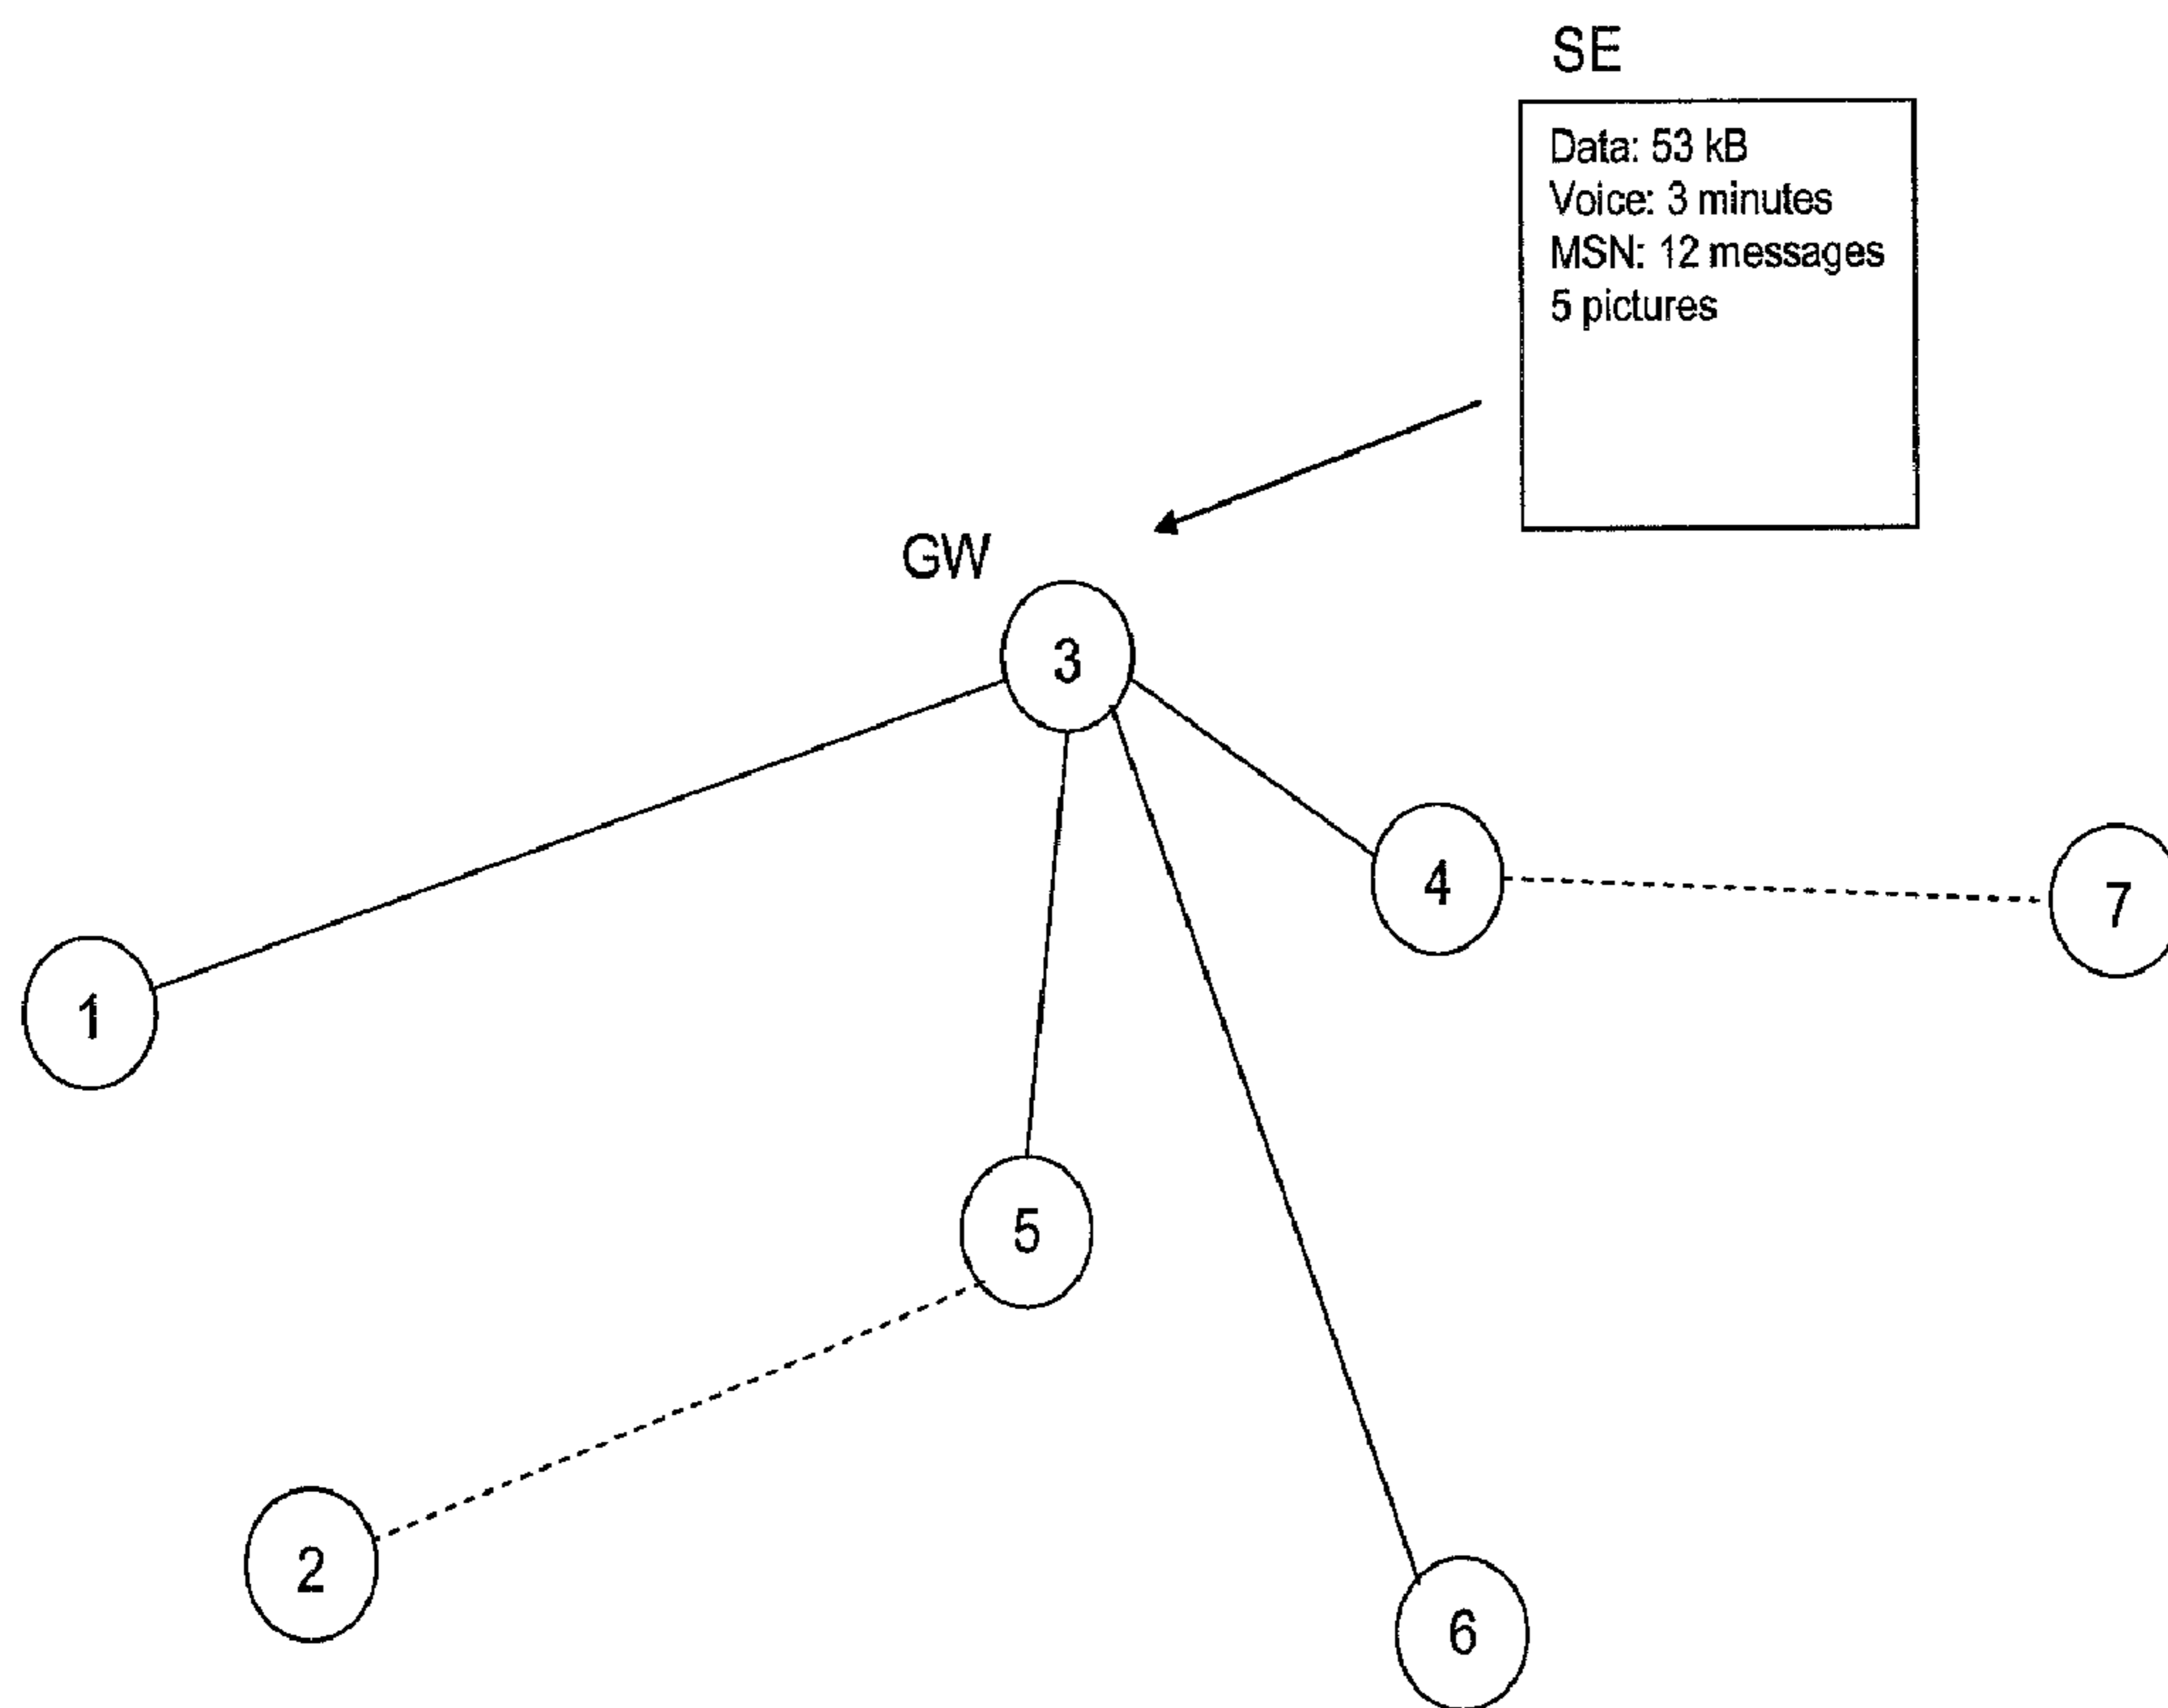 SE
Data: 53 kB
Voice: 3 minutes
MSN: 12 messages
5 pictures
GW
3
4
7
1
5
2
6